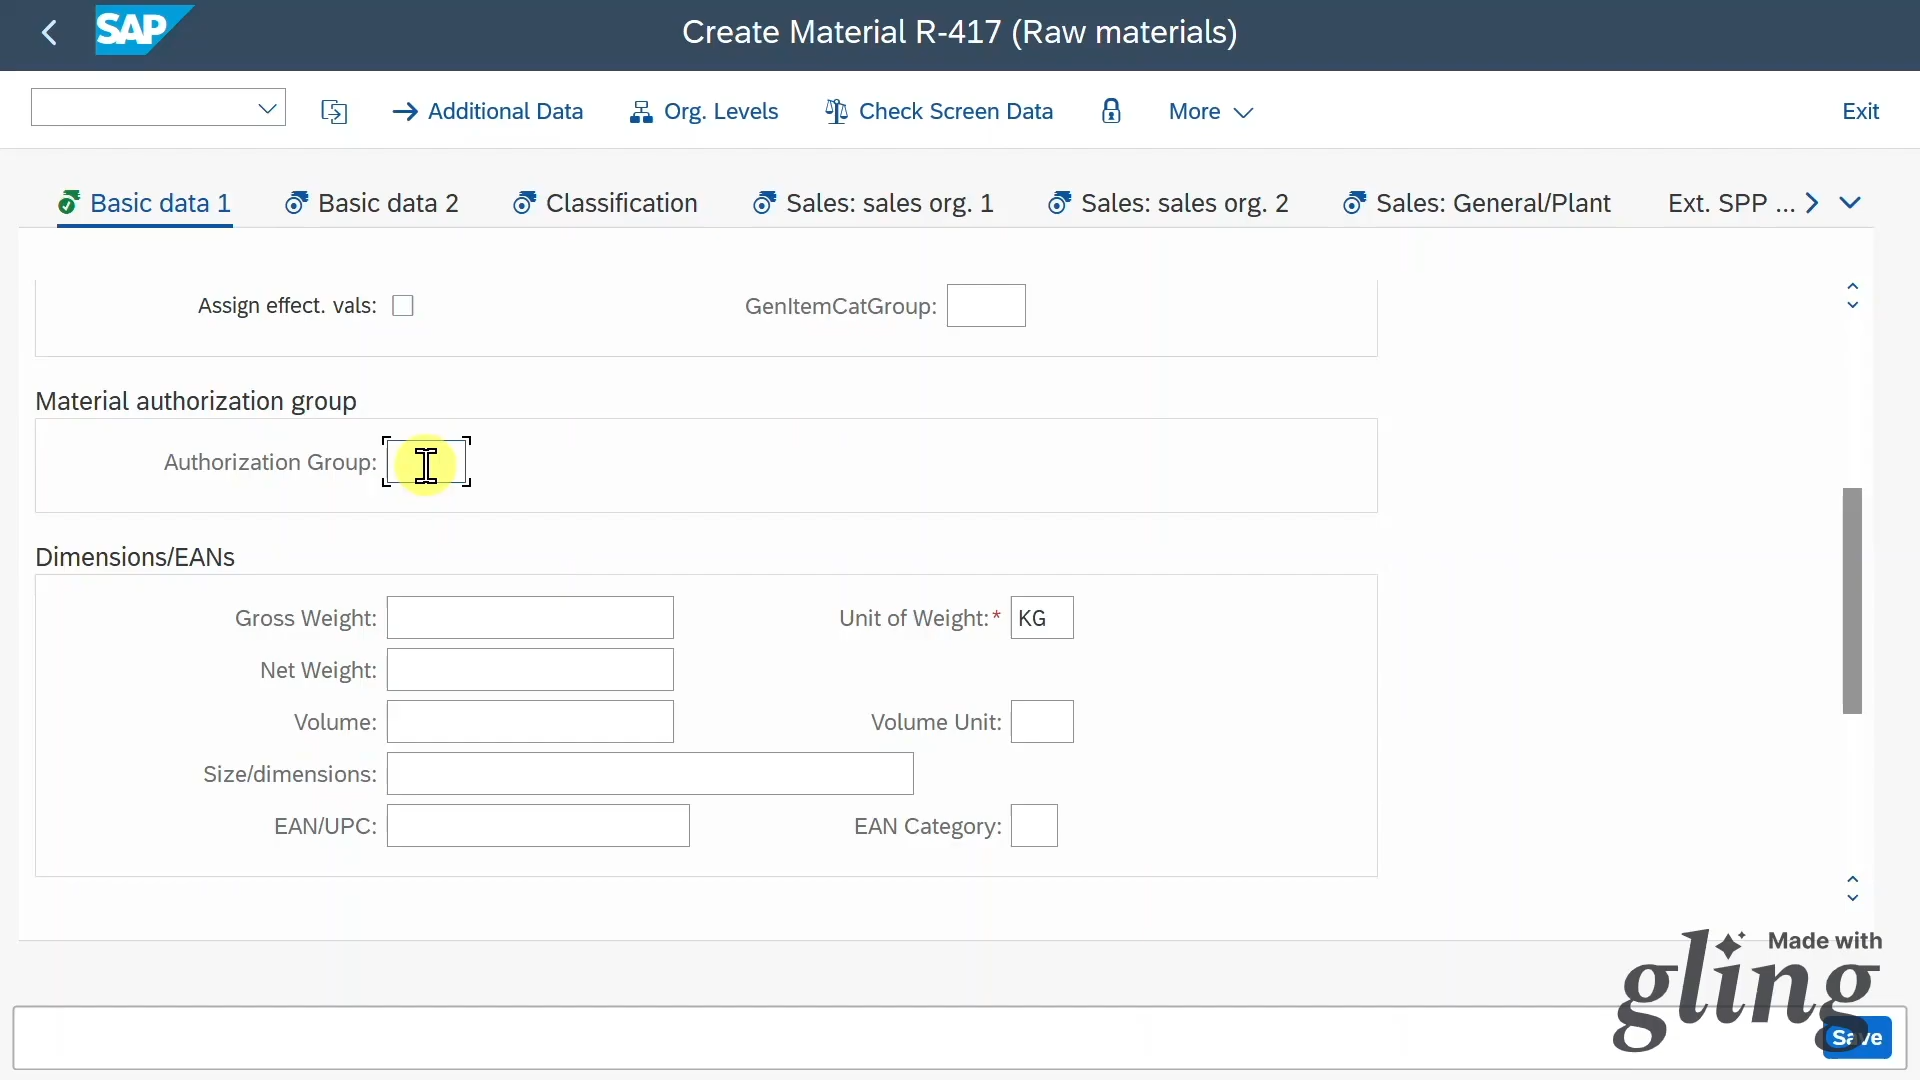 SAP
Create Material R-417 (Raw materials)
Additional Data
Org. Levels
Check Screen Data
More
Exit
Basic data 1
Basic data 2
Classification
Sales: sales org. 1
Sales: sales org. 2
Sales: General/Plant
Ext. SPP ...
Assign effect. vals:
GenItemCatGroup:
Material authorization group
Authorization Group:
Dimensions/EANs
Gross Weight:
Unit of Weight:* KG
Net Weight:
Volume:
Volume Unit:
Size/dimensions:
EAN/UPC:
EAN Category:
Made with
gling
Save